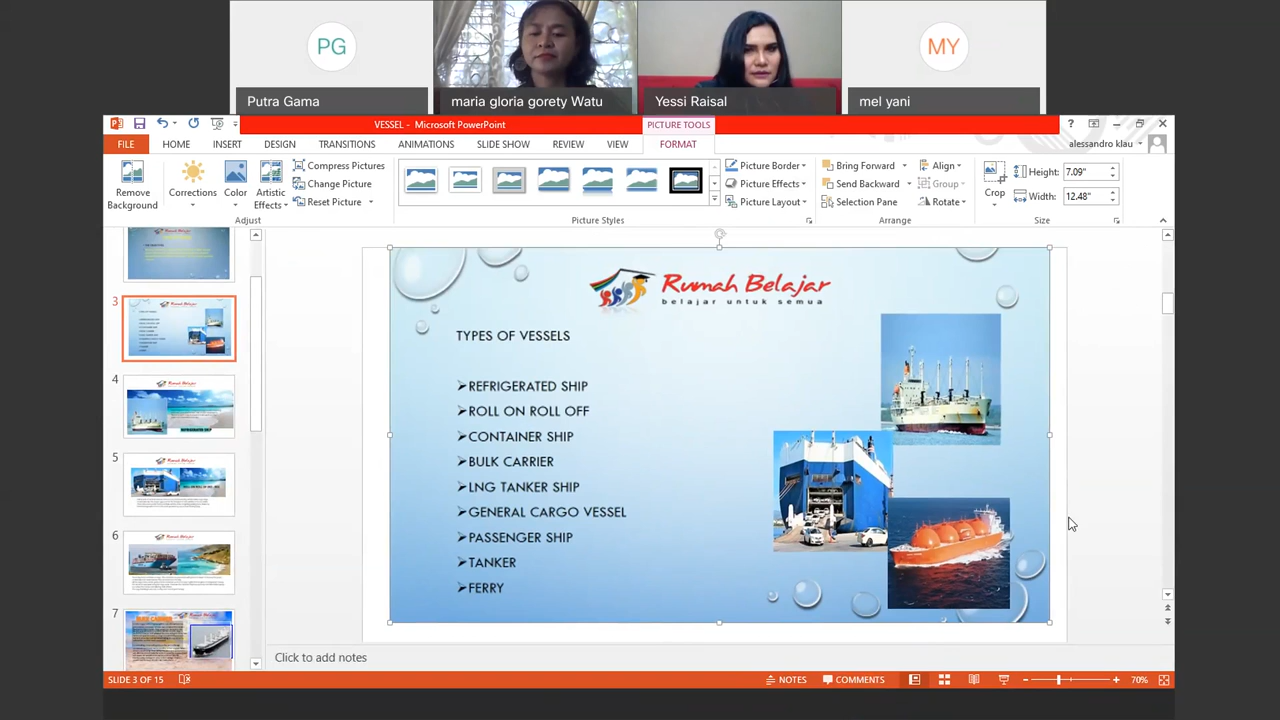 PG
MY
Putra Gama
maria gloria gorety Watu
Yessi Raisal
mel yani
VESSEL - Microsoft PowerPoint
PICTURE TOOLS
FILE
HOME
INSERT
DESIGN
TRANSITIONS
ANIMATIONS
SLIDE SHOW
REVIEW
VIEW
FORMAT
alessandro klau
Remove Background
Corrections
Color
Artistic Effects
Compress Pictures
Change Picture
Reset Picture
Adjust
Picture Styles
Picture Border
Picture Effects
Picture Layout
Bring Forward
Send Backward
Selection Pane
Align
Group
Rotate
Arrange
Crop
Height: 7.09"
Width: 12.48"
Size
3
4
5
6
7
Rumah Belajar
belajar untuk semua
TYPES OF VESSELS
REFRIGERATED SHIP
ROLL ON ROLL OFF
CONTAINER SHIP
BULK CARRIER
LNG TANKER SHIP
GENERAL CARGO VESSEL
PASSENGER SHIP
TANKER
FERRY
Click to add notes
SLIDE 3 OF 15
NOTES
COMMENTS
70%